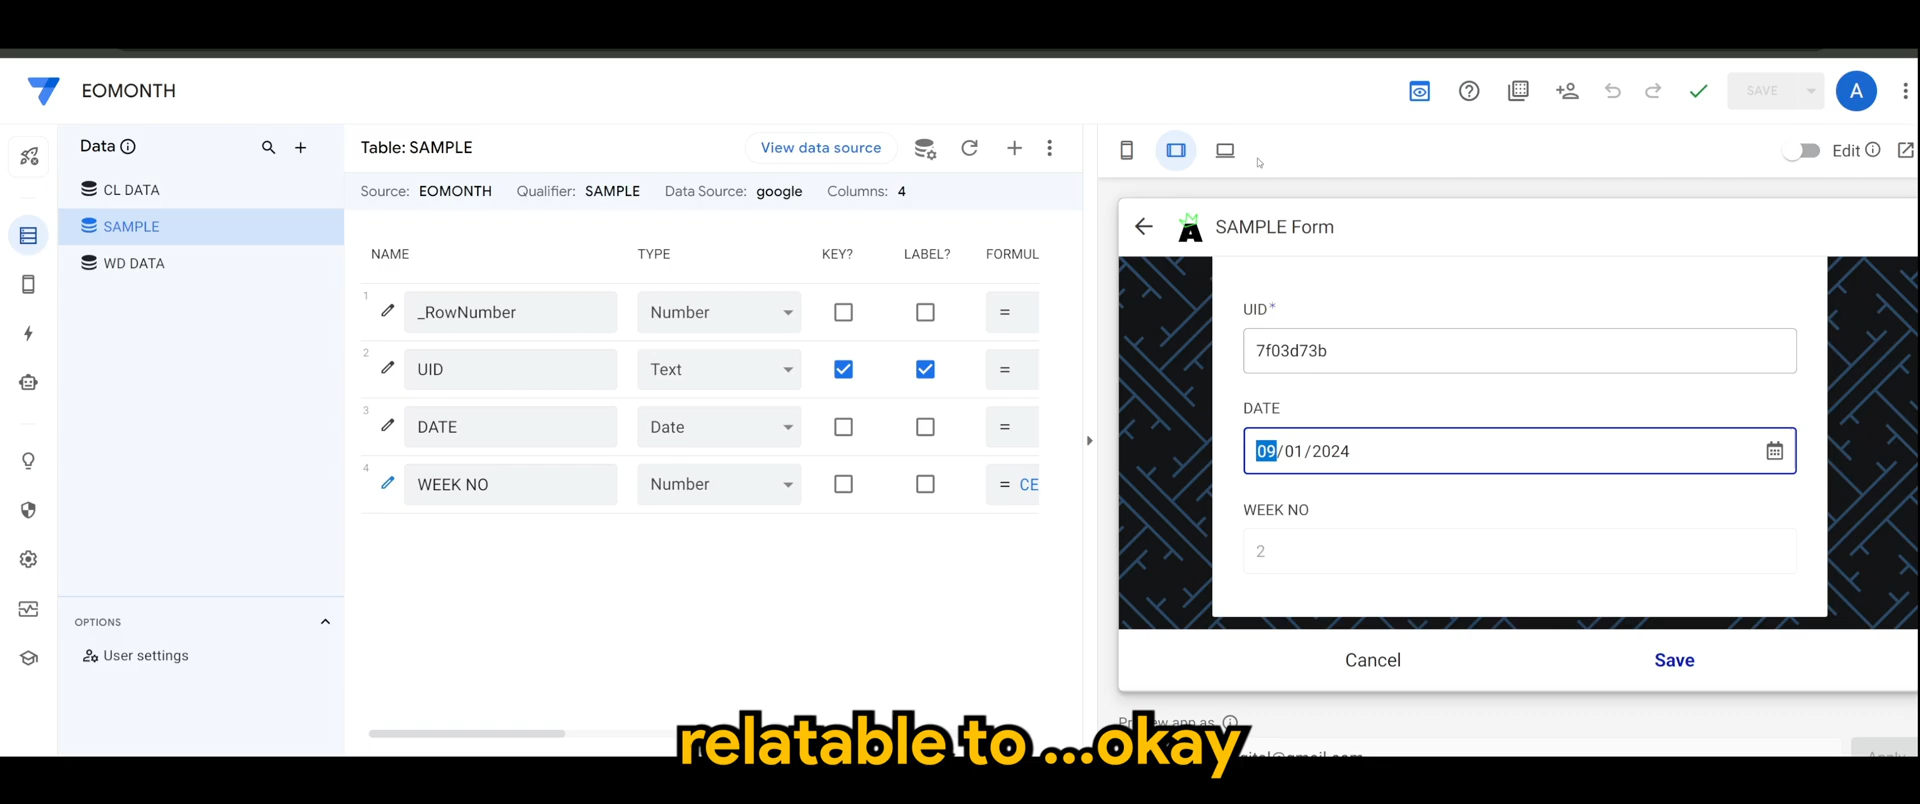 EOMONTH
SAVE
A
Data
CL DATA
SAMPLE
WD DATA
OPTIONS
User settings
Table: SAMPLE
View data source
Source: EOMONTH Qualifier: SAMPLE Data Source: google Columns: 4
NAME TYPE KEY? LABEL? FORMUL
1 _RowNumber Number =
2 UID Text =
3 DATE Date =
4 WEEK NO Number = CE
Edit
SAMPLE Form
UID*
7f03d73b
DATE
09/01/2024
WEEK NO
2
Cancel Save
relatable to ...okay